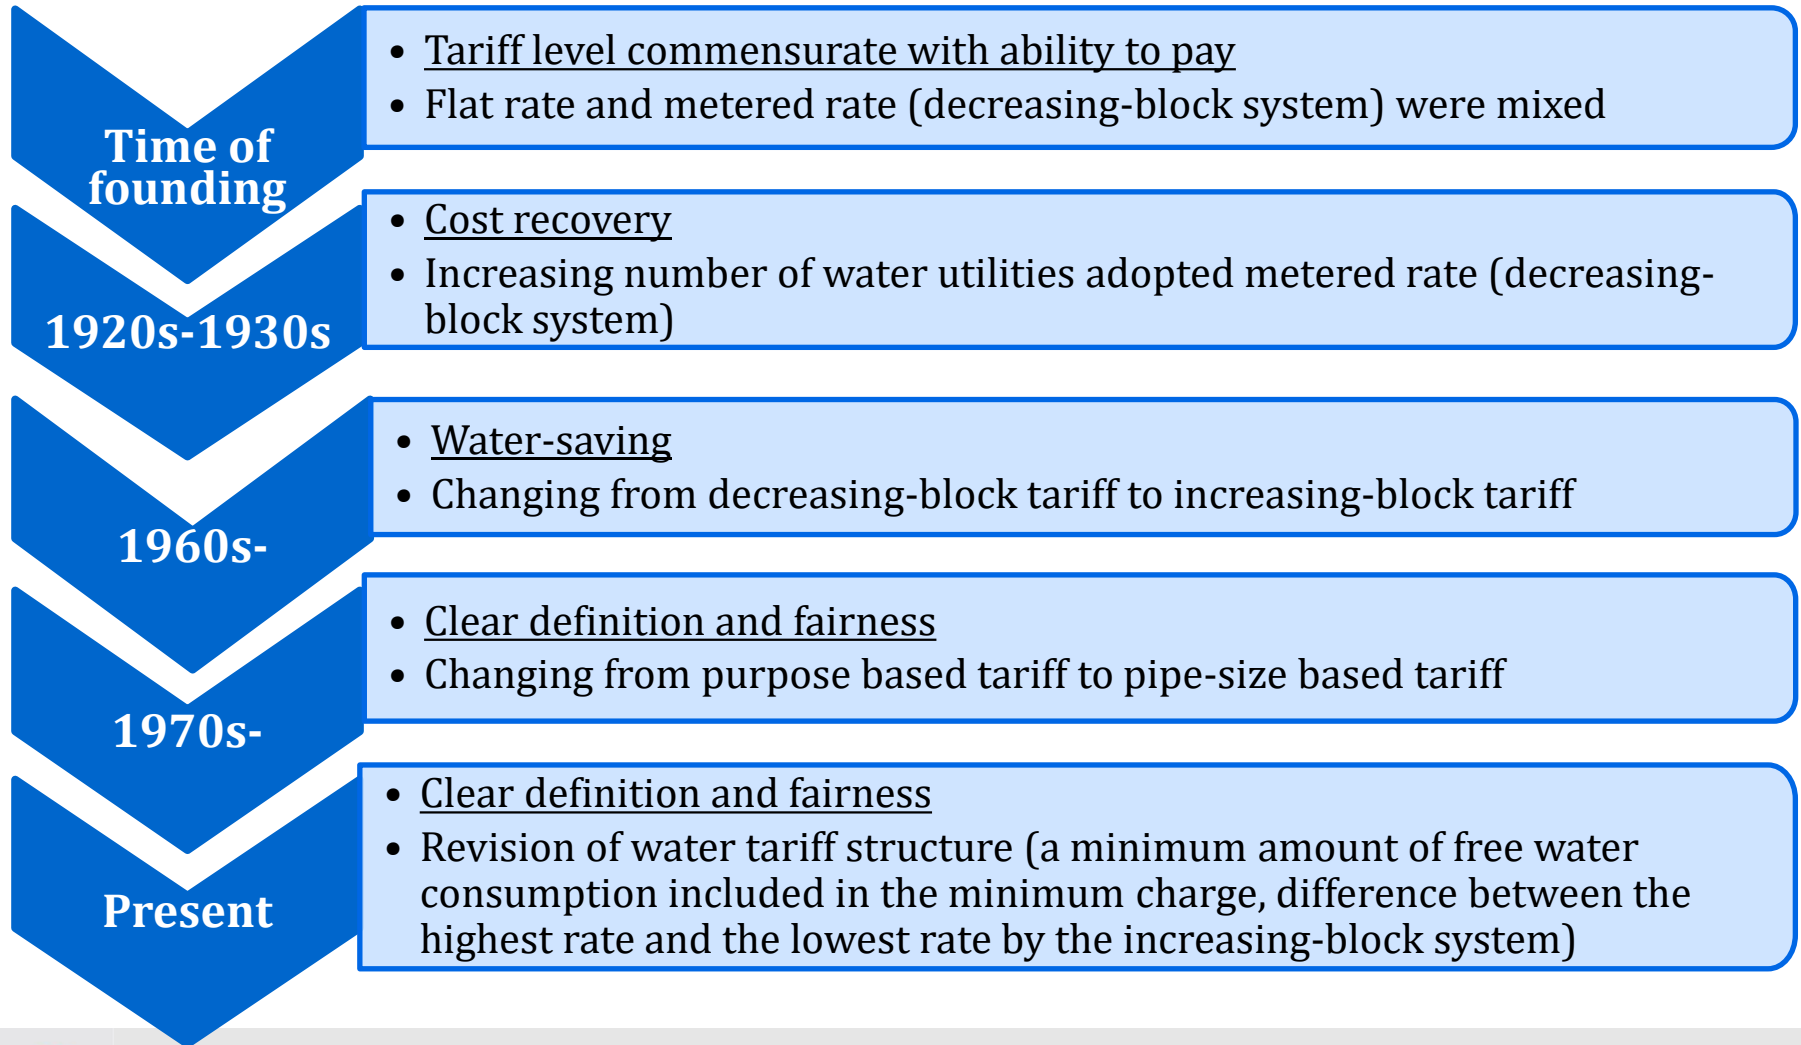 Time of
founding
• Tariff level commensurate with ability to pay
• Flat rate and metered rate (decreasing-block system) were mixed
1920s-1930s
• Cost recovery
• Increasing number of water utilities adopted metered rate (decreasing-
block system)
1960s-
• Water-saving
• Changing from decreasing-block tariff to increasing-block tariff
1970s-
• Clear definition and fairness
• Changing from purpose based tariff to pipe-size based tariff
Present
• Clear definition and fairness
• Revision of water tariff structure (a minimum amount of free water
consumption included in the minimum charge, difference between the
highest rate and the lowest rate by the increasing-block system)